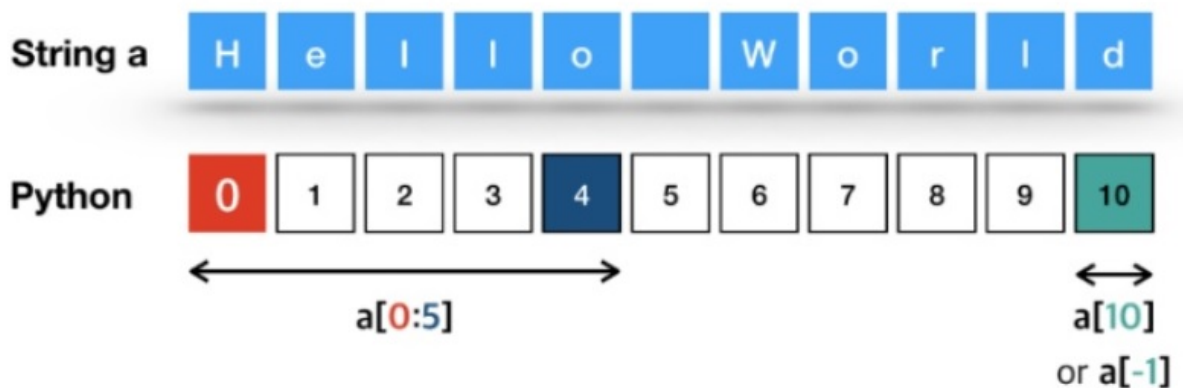 String a H e l l o W o r l d
Python 0 1 2 3 4 5 6 7 8 9 10
a[0:5] a[10]
or a[-1]